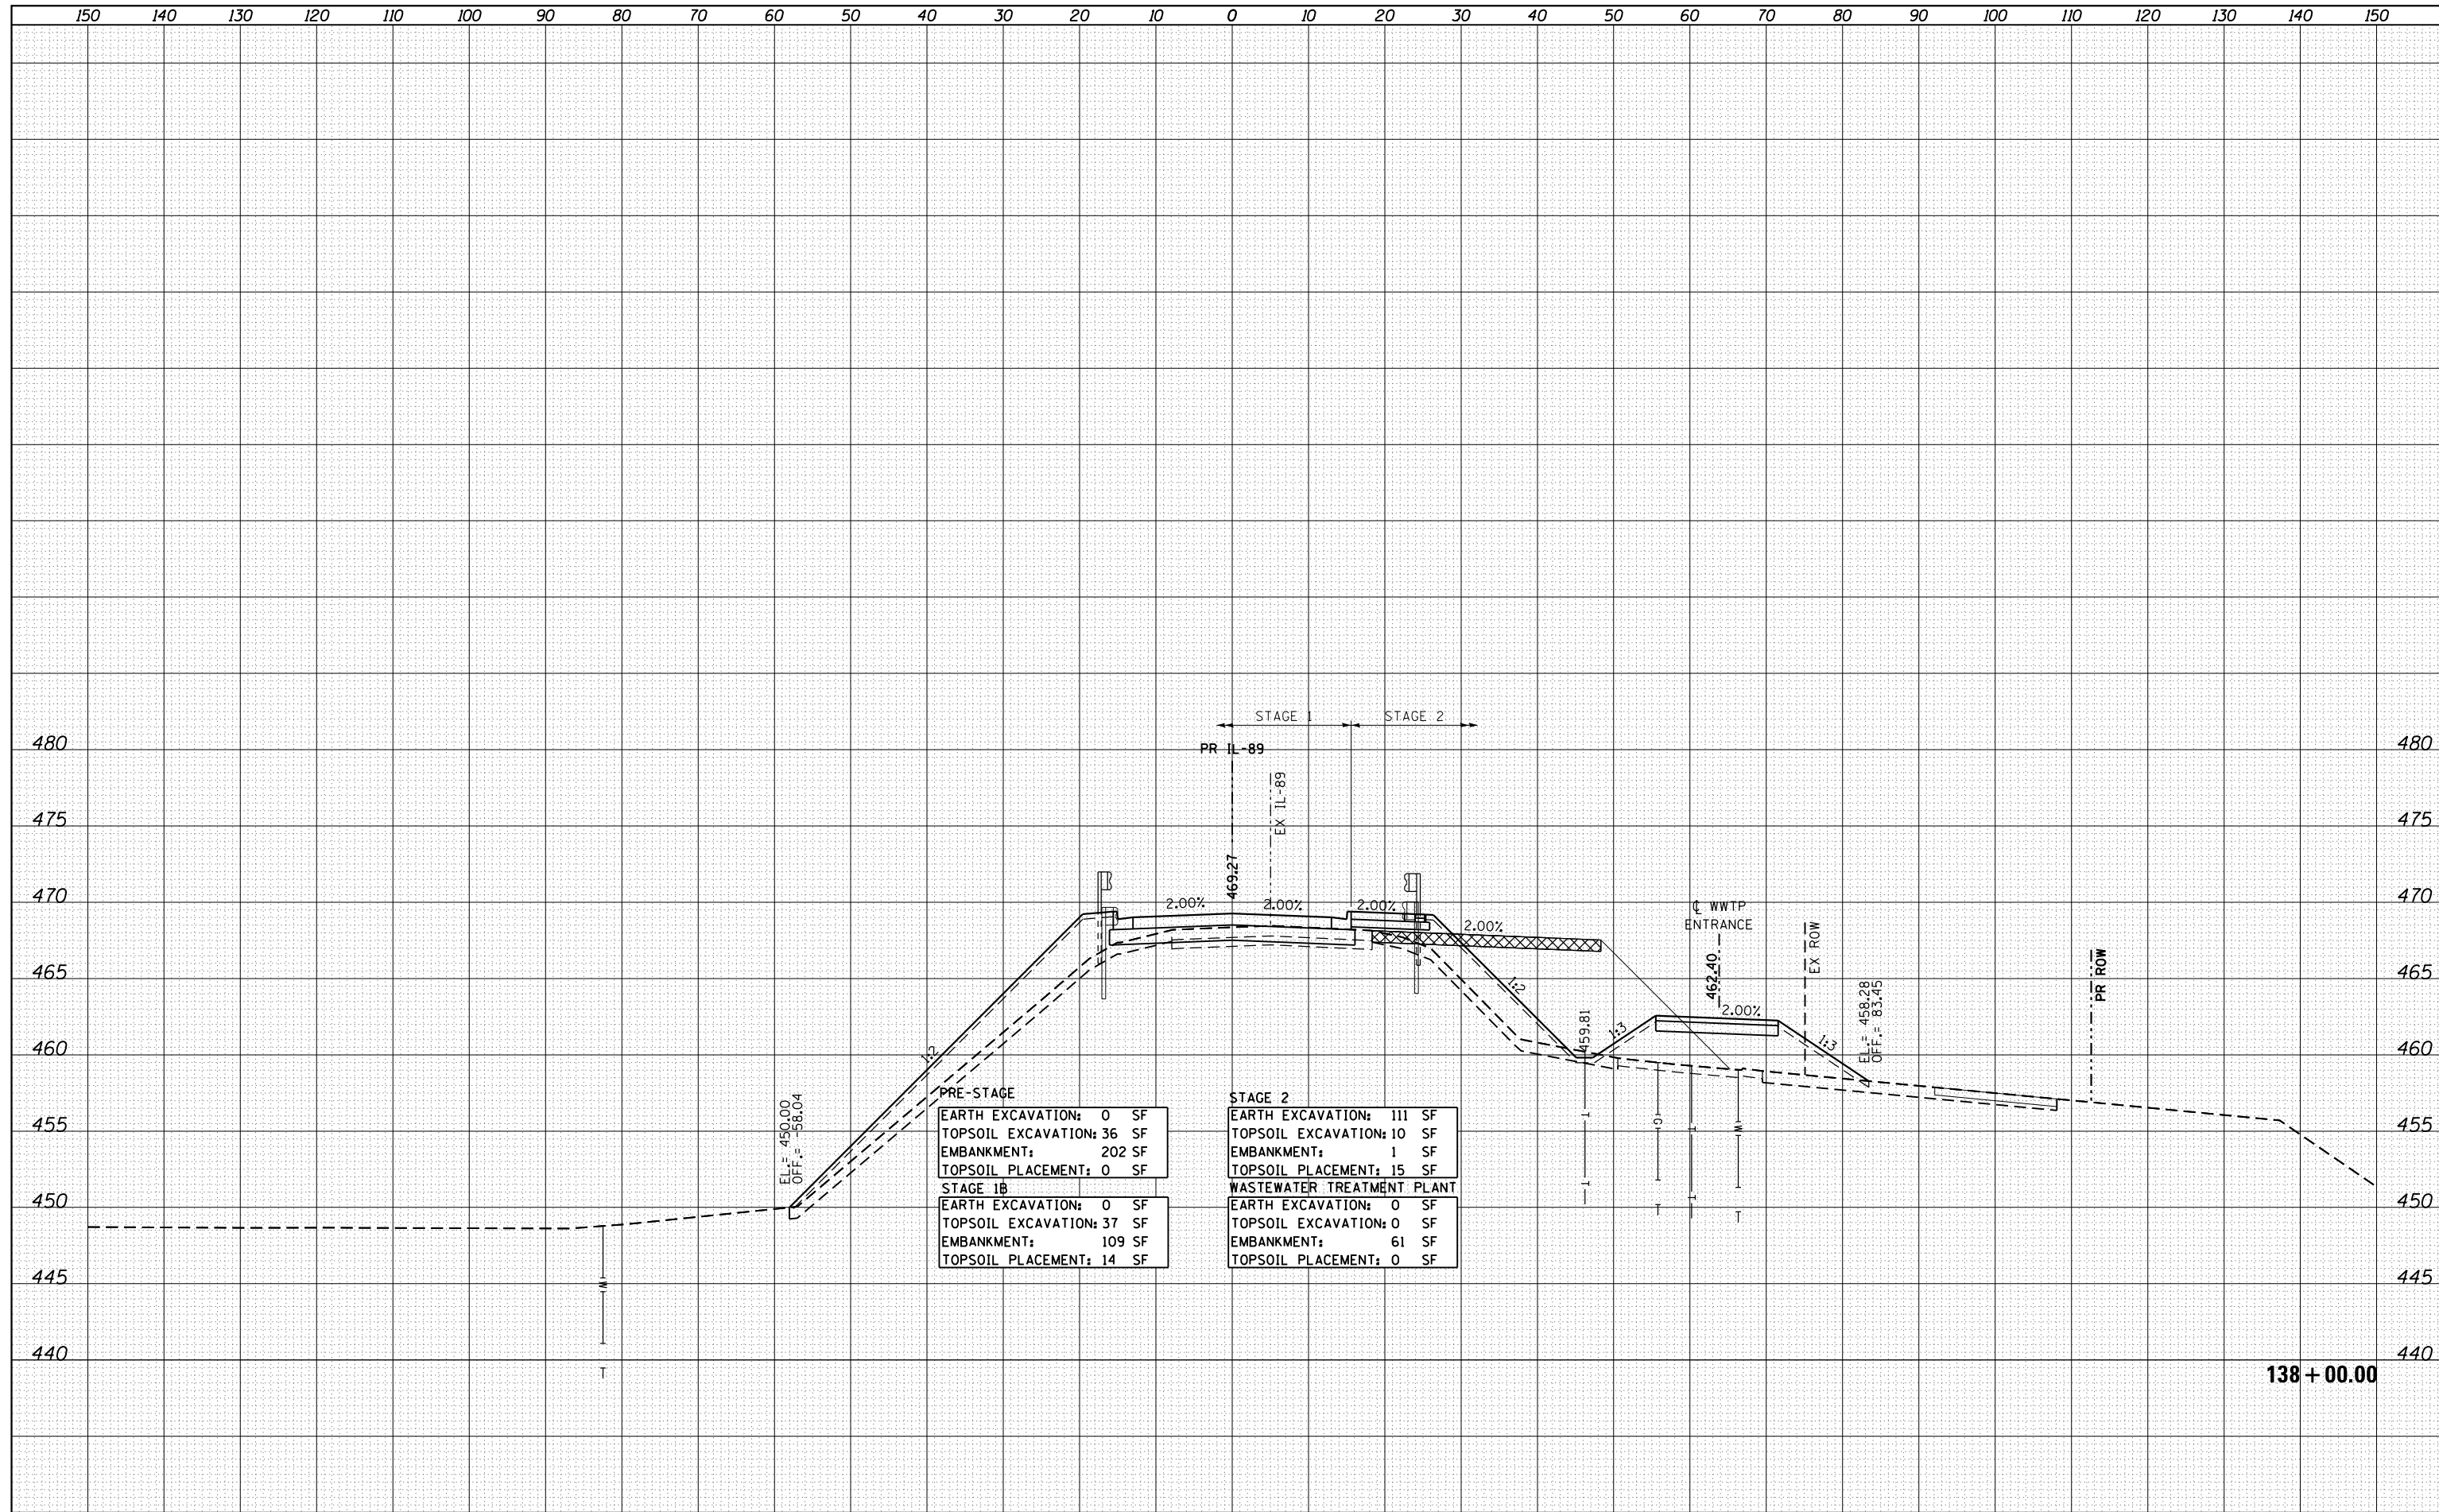 150 140 130 120 110 100 90 80 70 60 50 40 30 20 10 0 10 20 30 40 50 60 70 80 90 100 110 120 130 140 150
STAGE 1 STAGE 2
480 PR IL-89 480
EX IL-89
475 475
469.27
470 2.00% 2.00% 2.00% 470
℄ WWTP
ENTRANCE
2.00%
EX ROW
PR ROW
465 465
462.40
1:2
2.00%
EL.= 458.28
OFF.= 83.45
459.81
1:3
1:3
460 1:2 460
EL.= 450.00
OFF.= -58.04
455 455
PRE-STAGE
EARTH EXCAVATION: 0 SF
TOPSOIL EXCAVATION: 36 SF
EMBANKMENT: 202 SF
TOPSOIL PLACEMENT: 0 SF
STAGE 2
EARTH EXCAVATION: 111 SF
TOPSOIL EXCAVATION: 10 SF
EMBANKMENT: 1 SF
TOPSOIL PLACEMENT: 15 SF
T G T W
T T T T
450 450
STAGE 1B
EARTH EXCAVATION: 0 SF
TOPSOIL EXCAVATION: 37 SF
EMBANKMENT: 109 SF
TOPSOIL PLACEMENT: 14 SF
WASTEWATER TREATMENT PLANT
EARTH EXCAVATION: 0 SF
TOPSOIL EXCAVATION: 0 SF
EMBANKMENT: 61 SF
TOPSOIL PLACEMENT: 0 SF
445 W 445
440 T 440
138+00.00